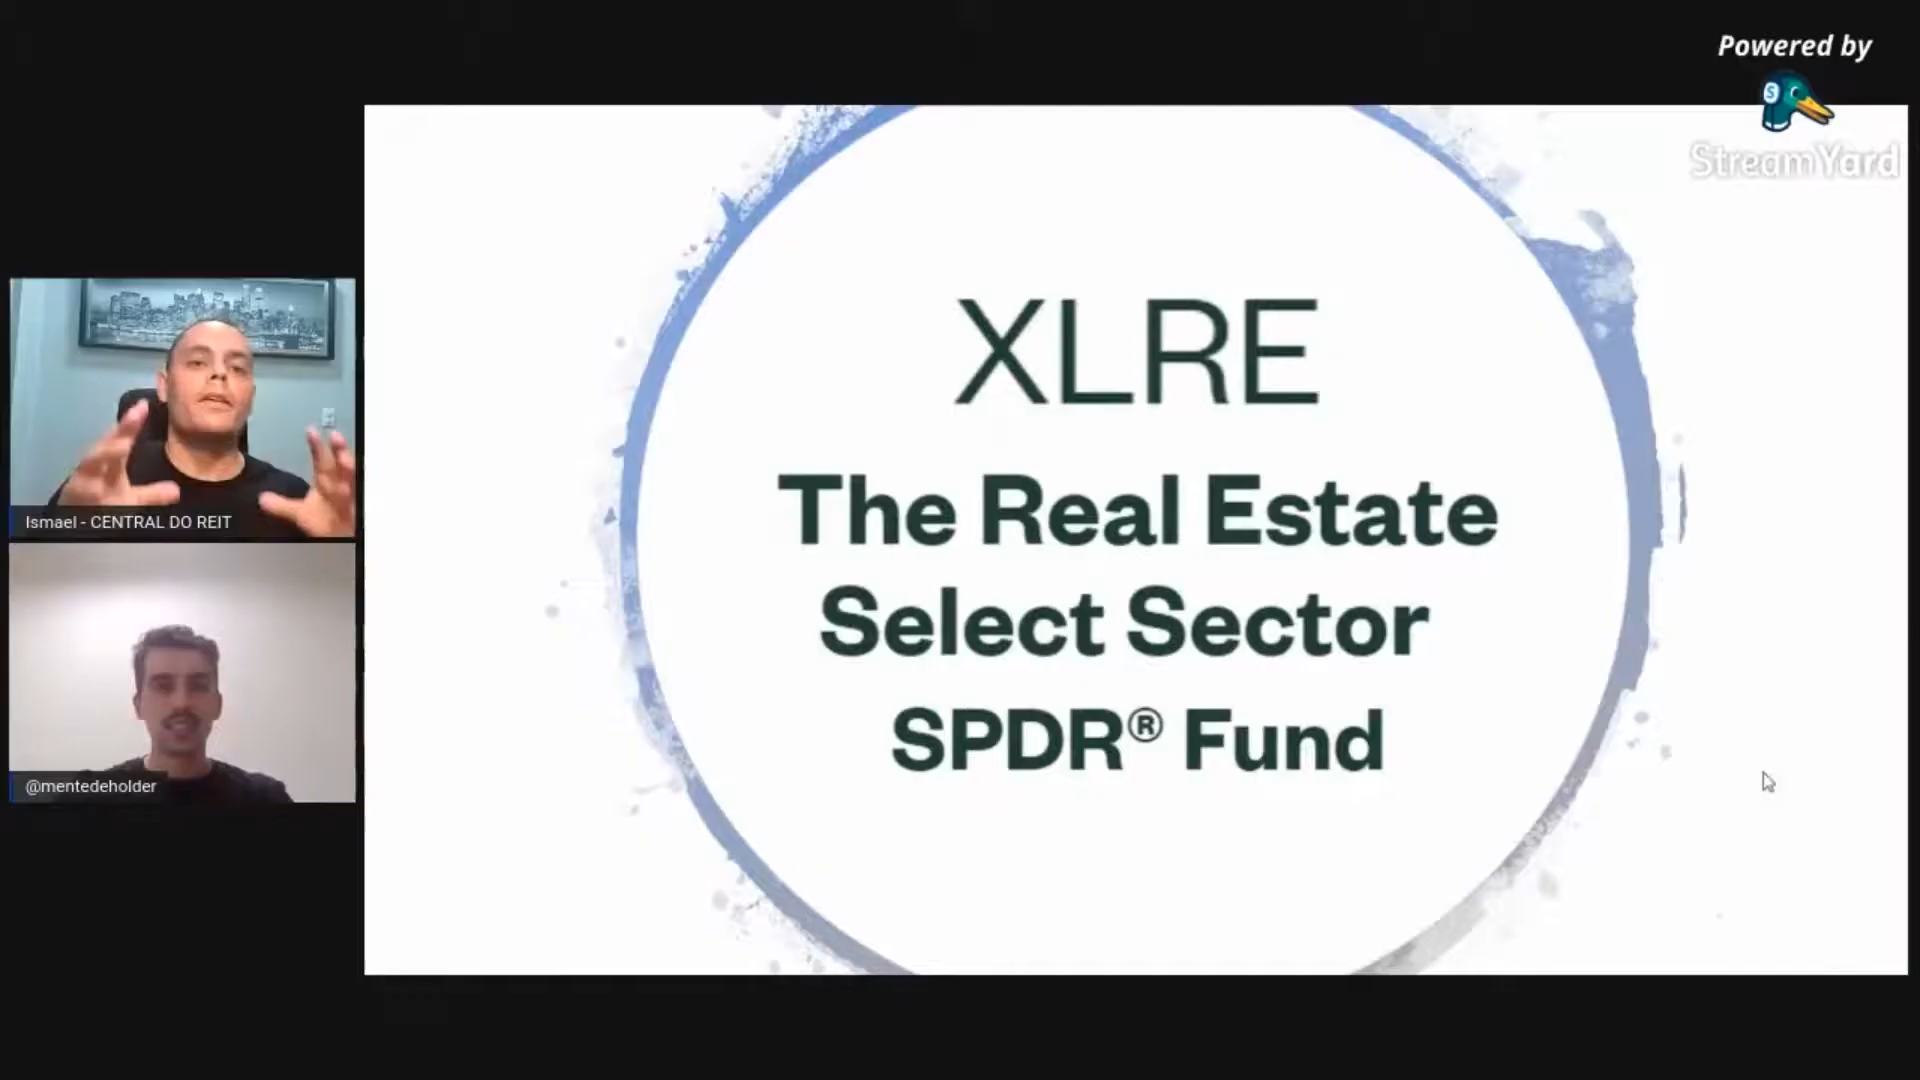 Powered by
StreamYard
XLRE
The Real Estate
Select Sector
SPDR® Fund
Ismael - CENTRAL DO REIT
@mentedeholder